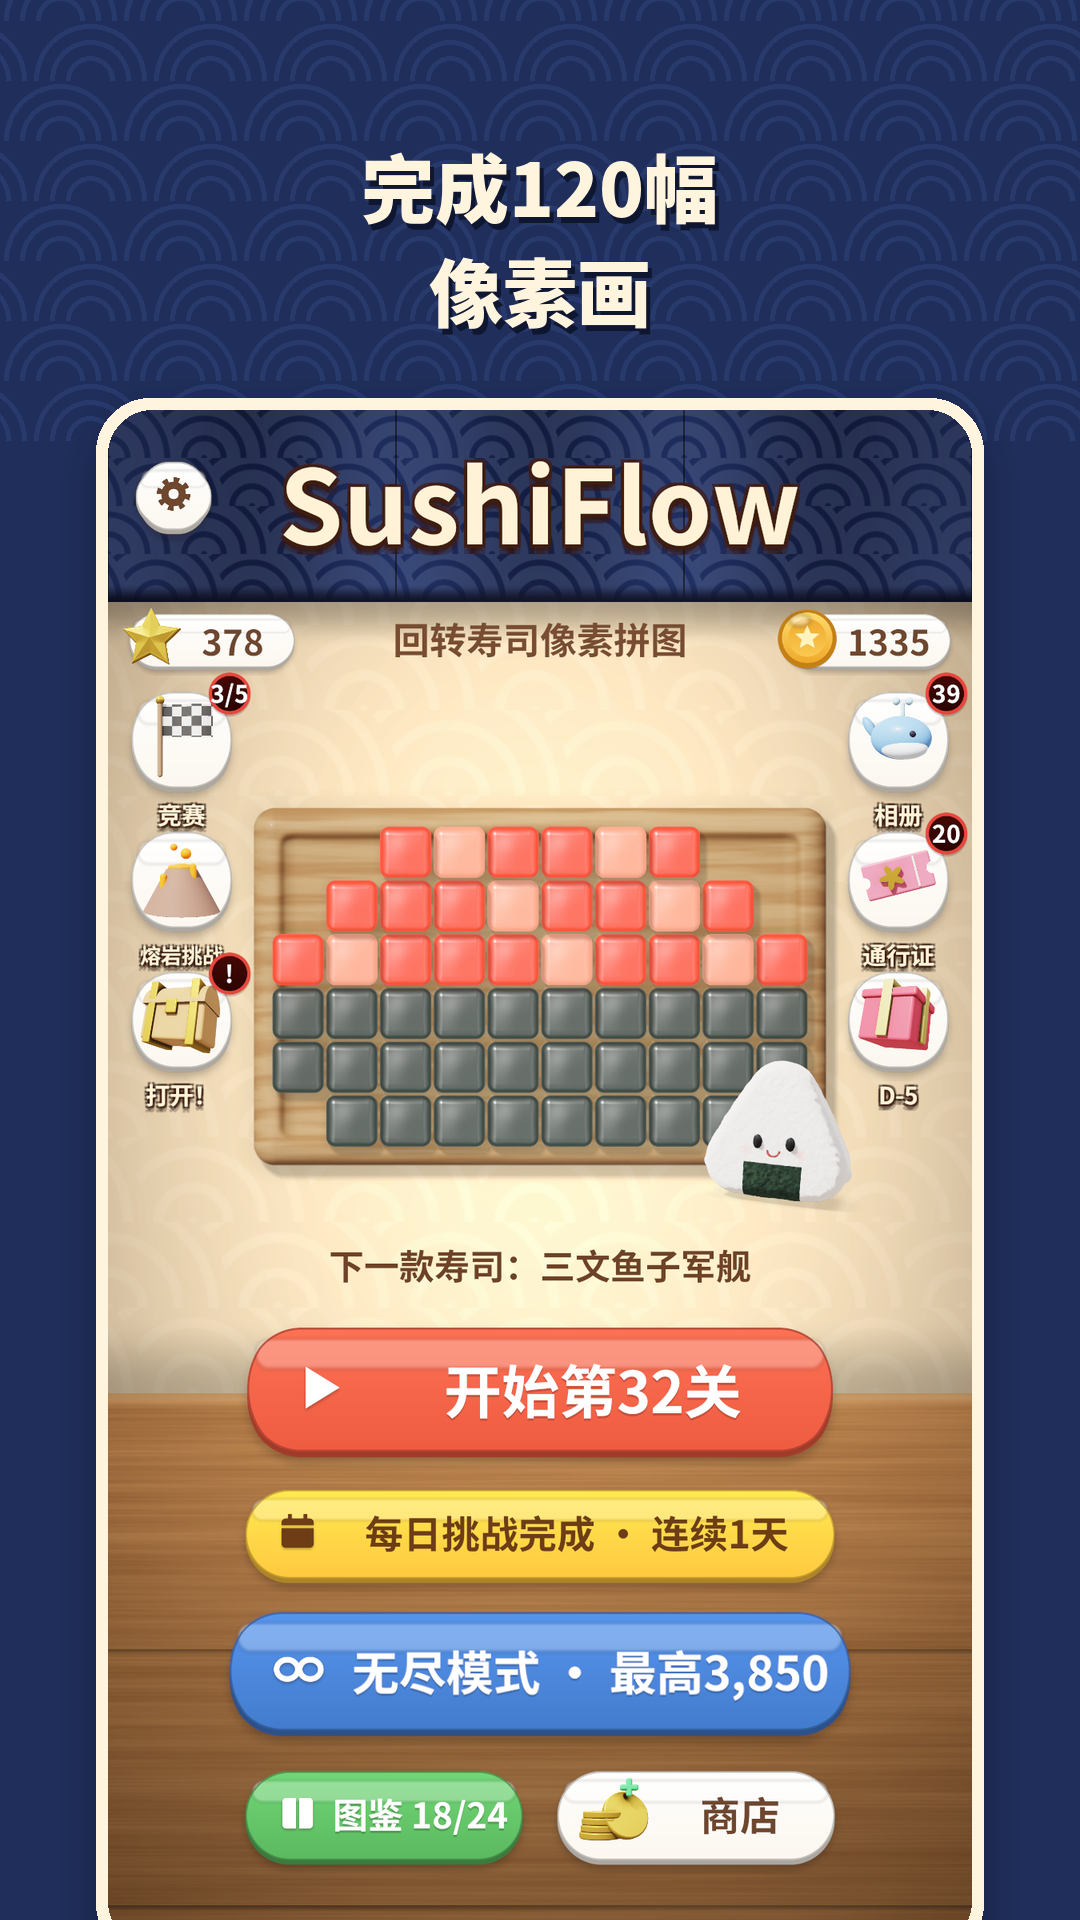 完成120幅
像素画
SushiFlow
378
回转寿司像素拼图
1335
3/5
39
竞赛
相册
20
熔岩挑战
通行证
!
打开!
D-5
下一款寿司：三文鱼子军舰
开始第32关
每日挑战完成 · 连续1天
无尽模式 · 最高3,850
图鉴 18/24
商店